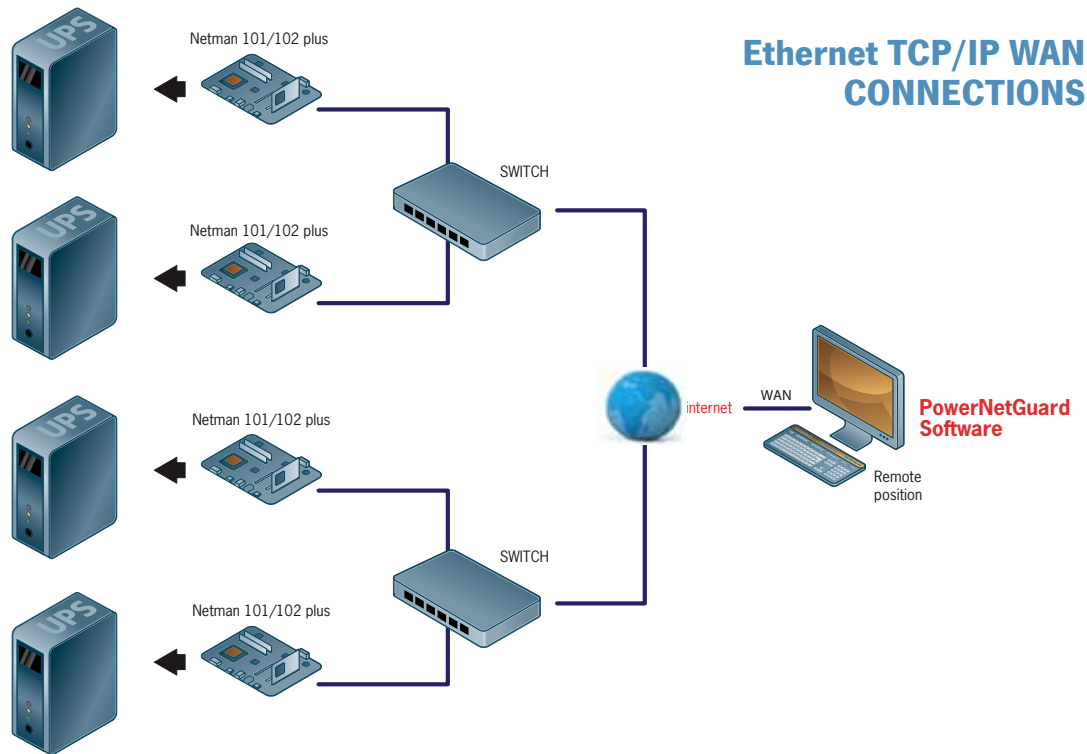 Ethernet TCP/IP WAN
CONNECTIONS
UPS
Netman 101/102 plus
SWITCH
UPS
Netman 101/102 plus
internet
WAN
PowerNetGuard
Software
Remote
position
UPS
Netman 101/102 plus
SWITCH
UPS
Netman 101/102 plus